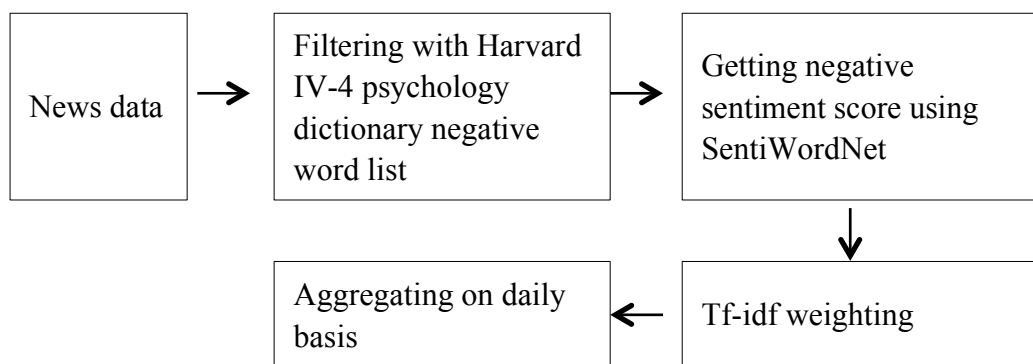 News data
Filtering with Harvard
IV-4 psychology
dictionary negative
word list
Getting negative
sentiment score using
SentiWordNet
Tf-idf weighting
Aggregating on daily
basis